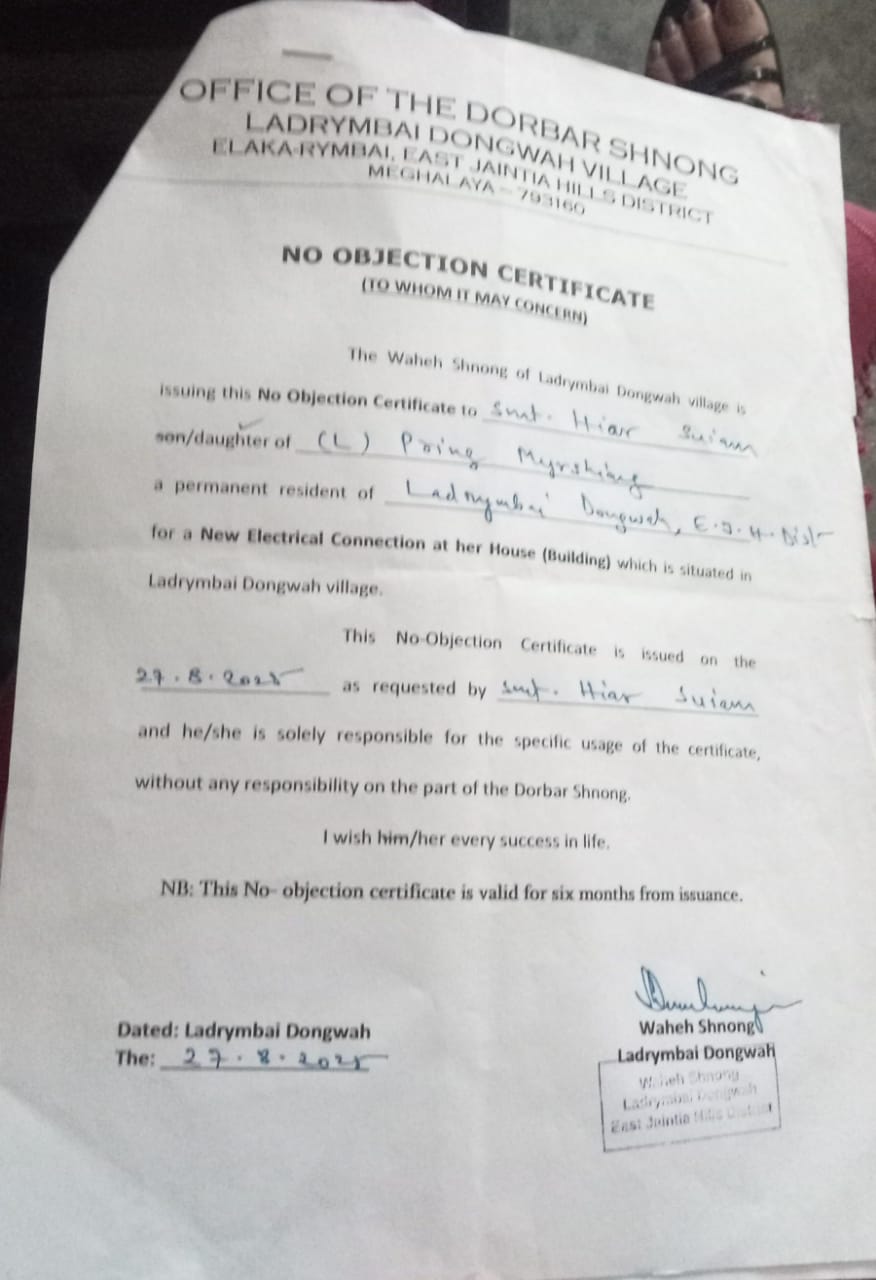 OFFICE OF THE DORBAR SHNONG
LADRYMBAI DONGWAH VILLAGE
ELAKA-RYMBAI, EAST JAINTIA HILLS DISTRICT
MEGHALAYA – 793160
NO OBJECTION CERTIFICATE
(TO WHOM IT MAY CONCERN)
The Waheh Shnong of Ladrymbai Dongwah village is
issuing this No Objection Certificate to Smt. Hiar Suiam
son/daughter of (L) Pring Myrshiang
a permanent resident of Ladrymbai Dongwah, E.J.H. Dist
for a New Electrical Connection at her House (Building) which is situated in
Ladrymbai Dongwah village.
This No-Objection Certificate is issued on the
27.8.2025 as requested by Smt. Hiar Suiam
and he/she is solely responsible for the specific usage of the certificate,
without any responsibility on the part of the Dorbar Shnong.
I wish him/her every success in life.
NB: This No- objection certificate is valid for six months from issuance.
Dated: Ladrymbai Dongwah
The: 27.8.2025
Waheh Shnong
Ladrymbai Dongwah
Waheh Shnong
Ladrymbai Dongwah
East Jaintia Hills District